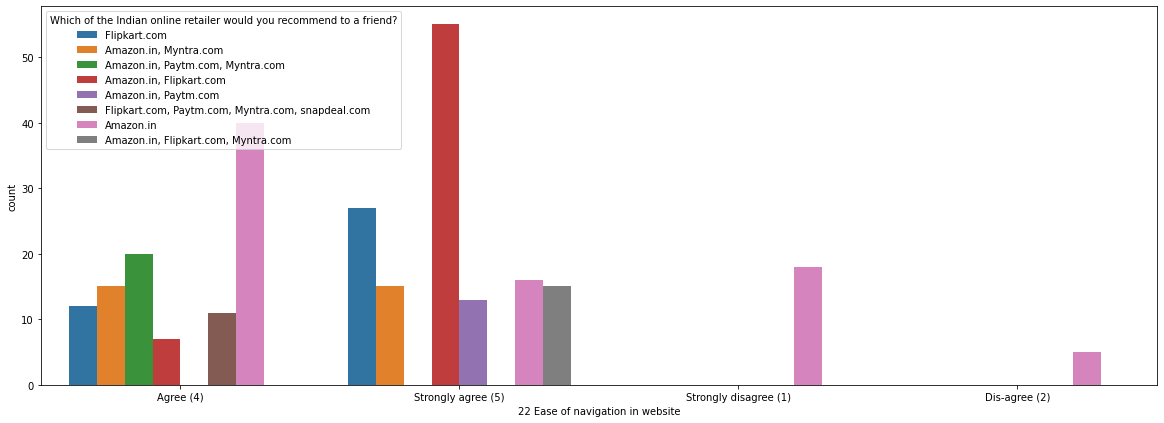 Which of the Indian online retailer would you recommend to a friend?
Flipkart.com
Amazon.in, Myntra.com
Amazon.in, Paytm.com, Myntra.com
Amazon.in, Flipkart.com
Amazon.in, Paytm.com
Flipkart.com, Paytm.com, Myntra.com, snapdeal.com
Amazon.in
Amazon.in, Flipkart.com, Myntra.com
50
40
30
20
10
0
count
Agree (4)
Strongly agree (5)
Strongly disagree (1)
Dis-agree (2)
22 Ease of navigation in website